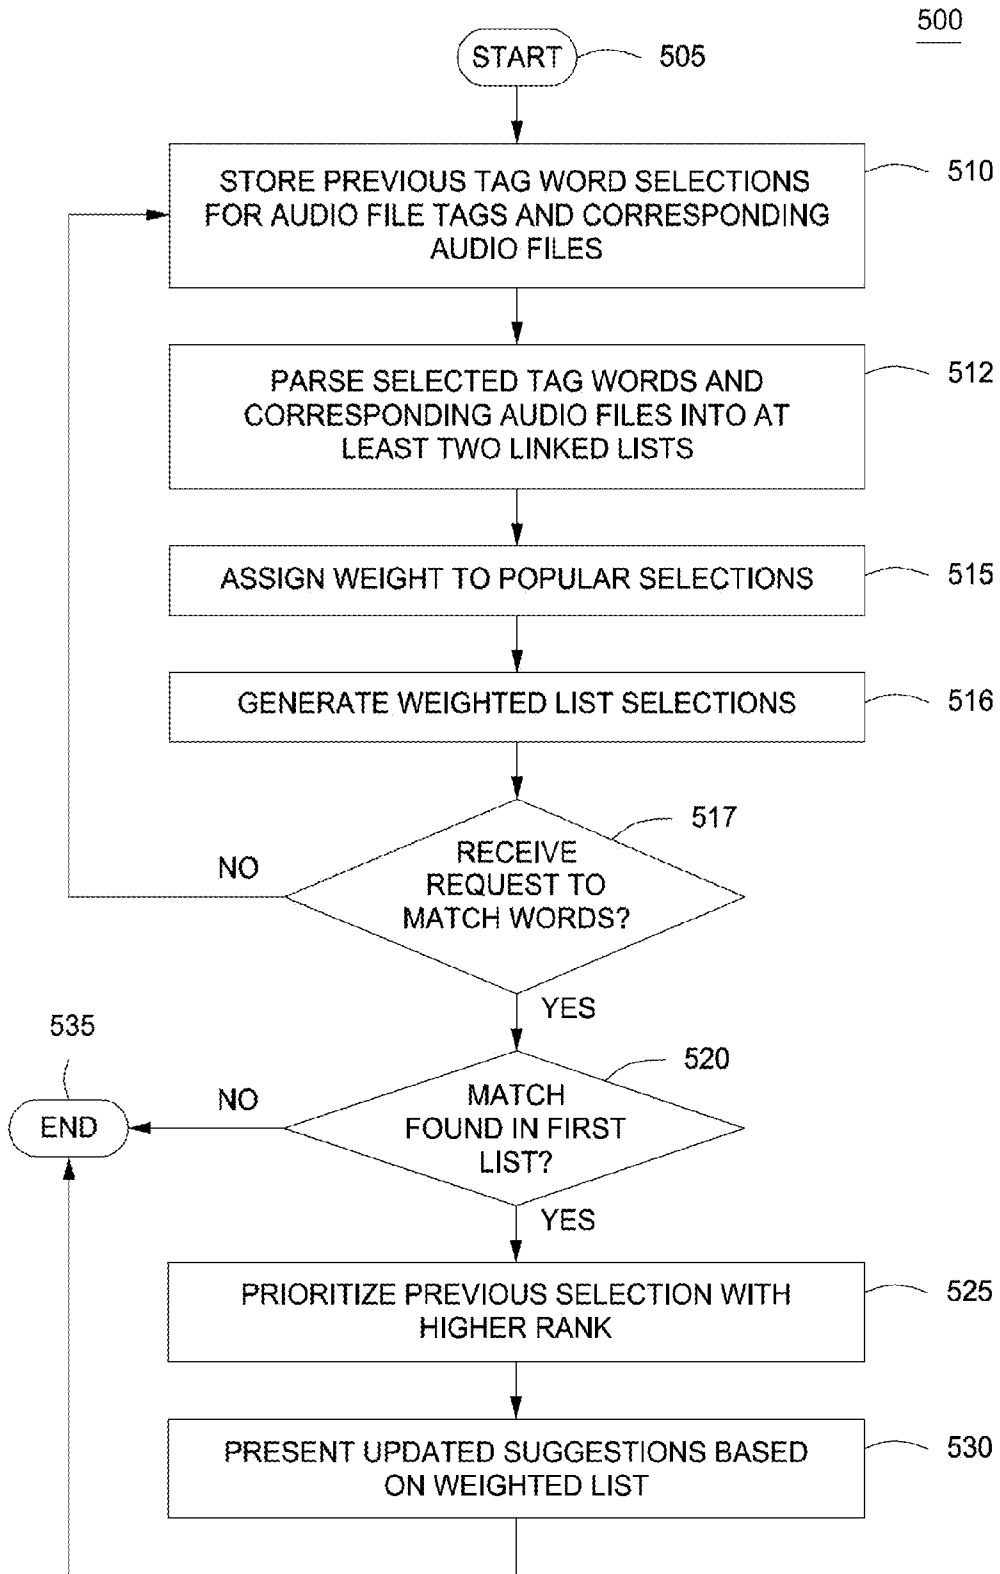 500
START
505
STORE PREVIOUS TAG WORD SELECTIONS
FOR AUDIO FILE TAGS AND CORRESPONDING
AUDIO FILES
510
PARSE SELECTED TAG WORDS AND
CORRESPONDING AUDIO FILES INTO AT
LEAST TWO LINKED LISTS
512
ASSIGN WEIGHT TO POPULAR SELECTIONS
515
GENERATE WEIGHTED LIST SELECTIONS
516
RECEIVE
REQUEST TO
MATCH WORDS?
517
NO
YES
MATCH
FOUND IN FIRST
LIST?
520
NO
535
END
YES
PRIORITIZE PREVIOUS SELECTION WITH
HIGHER RANK
525
PRESENT UPDATED SUGGESTIONS BASED
ON WEIGHTED LIST
530